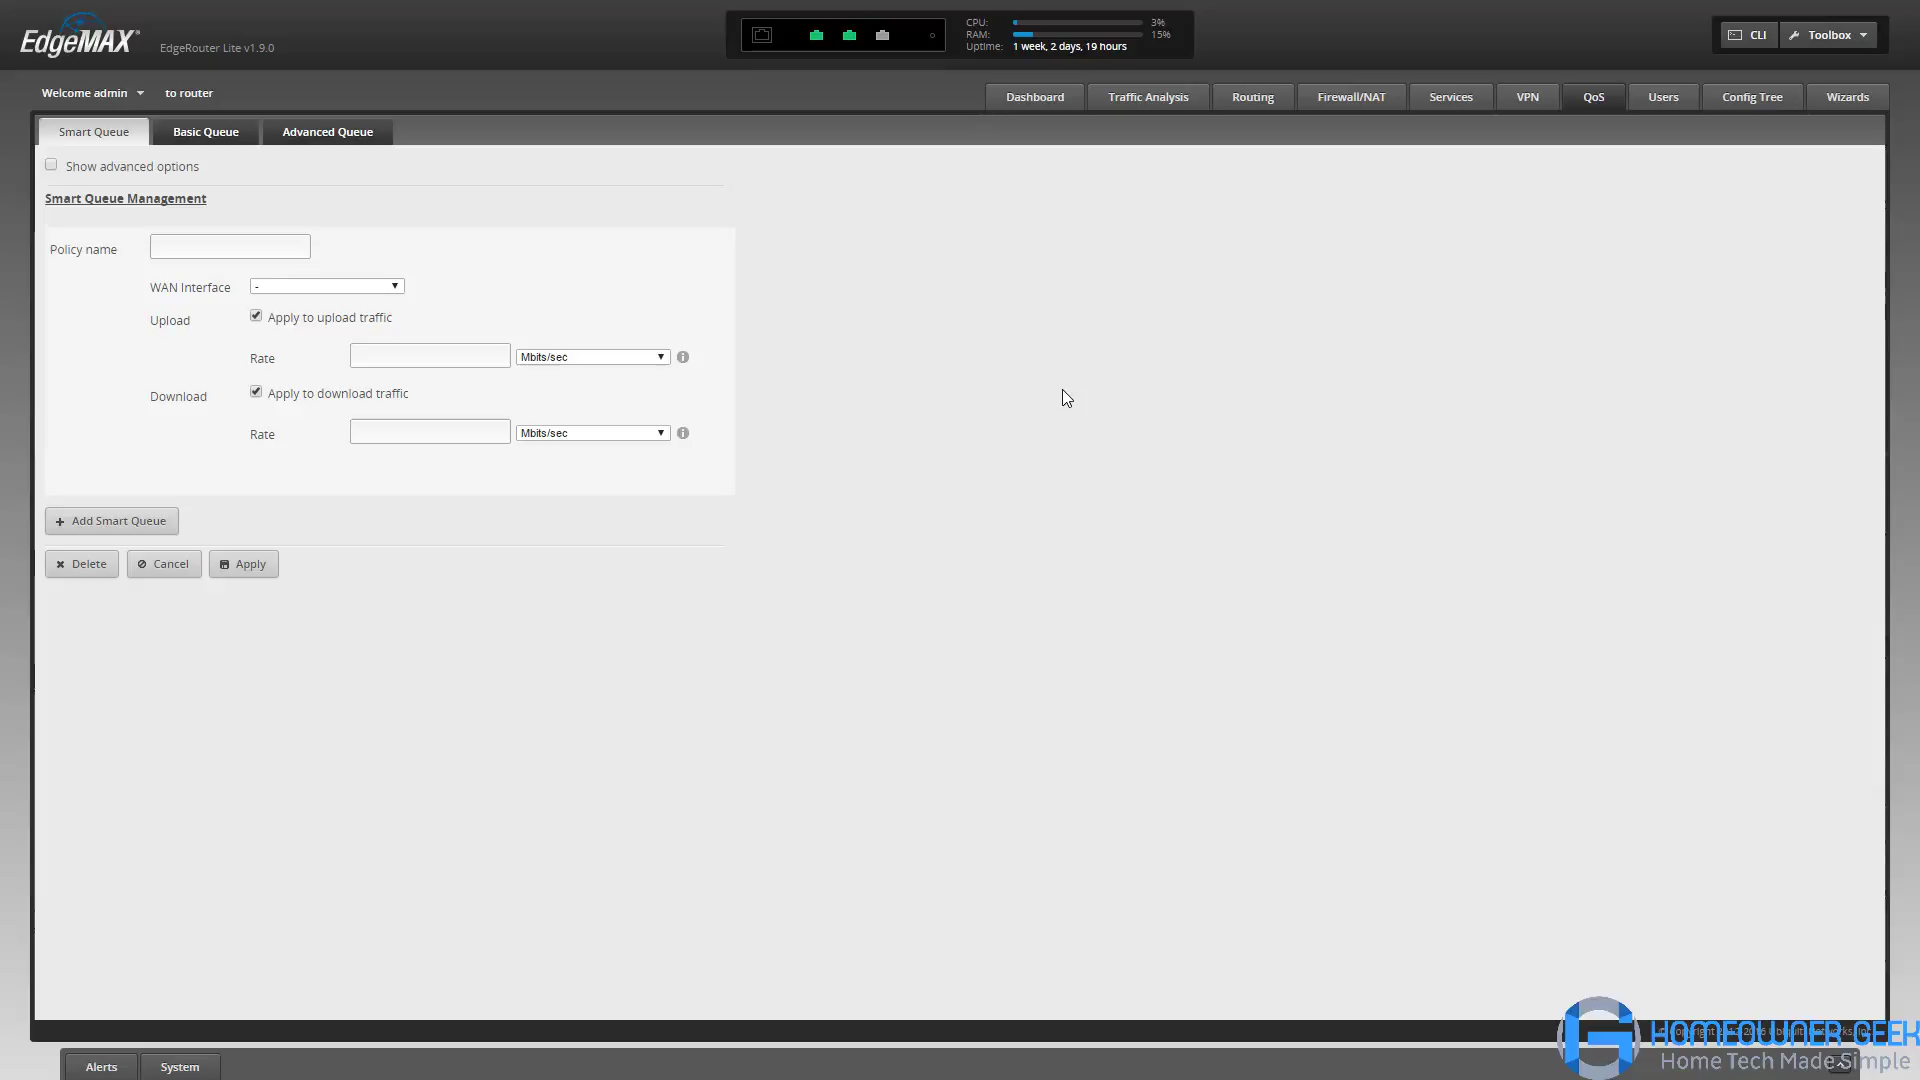 EdgeMAX
EdgeRouter Lite v1.9.0
CPU: 3%
RAM: 15%
Uptime: 1 week, 2 days, 19 hours
CLI
Toolbox
Welcome admin
to router
Dashboard
Traffic Analysis
Routing
Firewall/NAT
Services
VPN
QoS
Users
Config Tree
Wizards
Smart Queue
Basic Queue
Advanced Queue
Show advanced options
Smart Queue Management
Policy name
WAN Interface -
Upload Apply to upload traffic
Rate Mbits/sec
Download Apply to download traffic
Rate Mbits/sec
+ Add Smart Queue
Delete
Cancel
Apply
HOMEOWNER GEEK
Home Tech Made Simple
Alerts
System